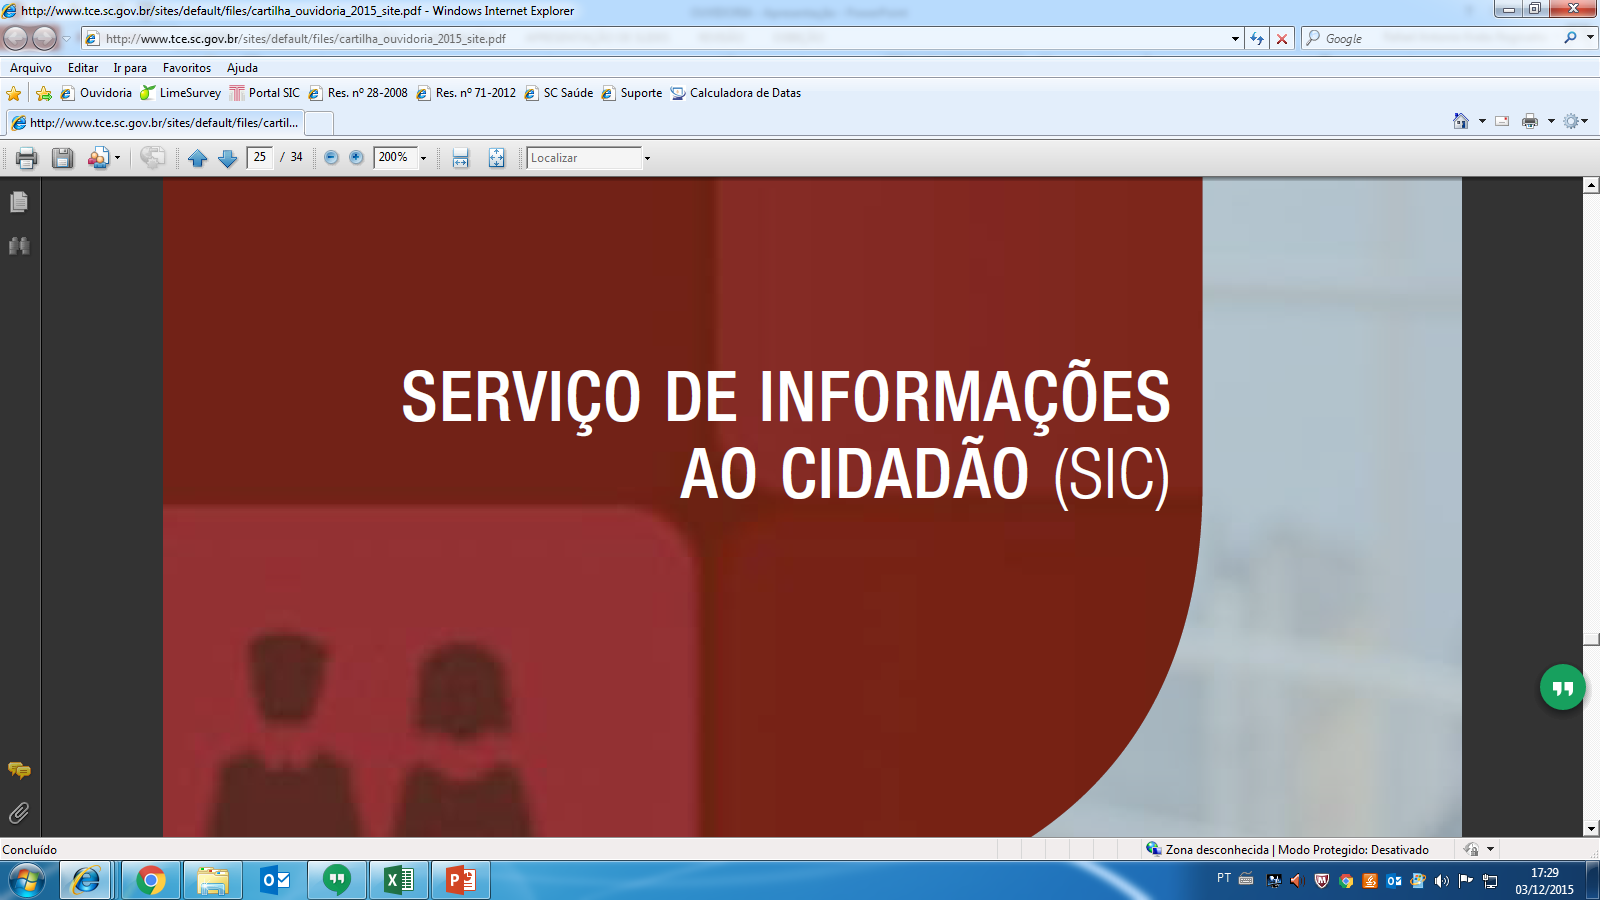 http://www.tce.sc.gov.br/sites/default/files/cartilha_ouvidoria_2015_site.pdf - Windows Internet Explorer
http://www.tce.sc.gov.br/sites/default/files/cartilha_ouvidoria_2015_site.pdf
Google
Arquivo Editar Ir para Favoritos Ajuda
Ouvidoria LimeSurvey Portal SIC Res. nº 28-2008 Res. nº 71-2012 SC Saúde Suporte Calculadora de Datas
http://www.tce.sc.gov.br/sites/default/files/cartil...
25 / 34 200% Localizar
SERVIÇO DE INFORMAÇÕES
AO CIDADÃO (SIC)
Concluído
Zona desconhecida | Modo Protegido: Desativado
PT
17:29
03/12/2015